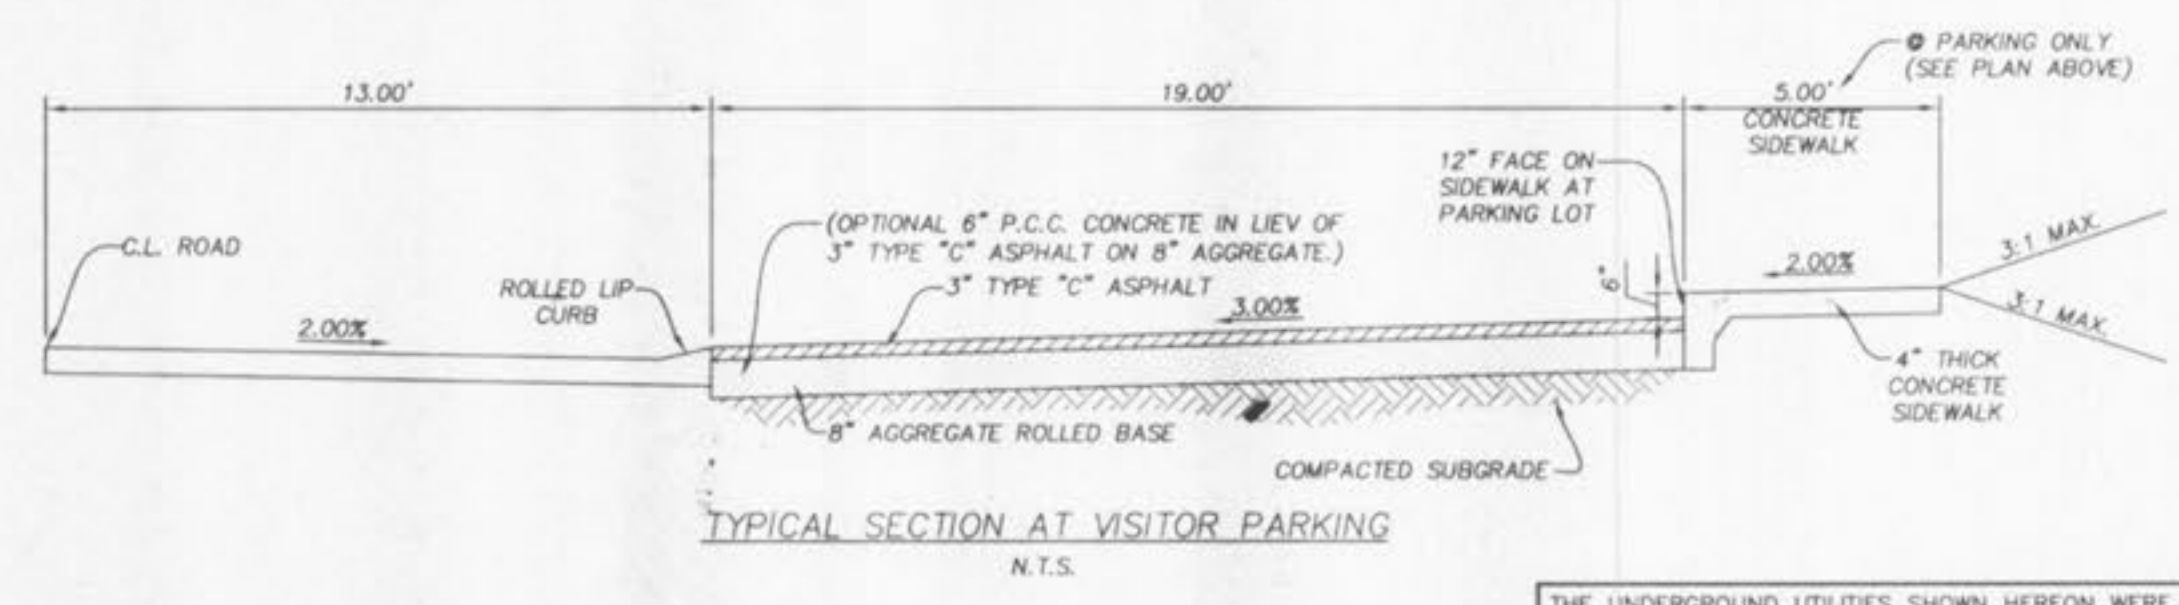 @ PARKING ONLY
(SEE PLAN ABOVE)
13.00'
19.00'
5.00'
CONCRETE
SIDEWALK
12" FACE ON
SIDEWALK AT
PARKING LOT
(OPTIONAL 6" P.C.C. CONCRETE IN LIEV OF
3" TYPE "C" ASPHALT ON 8" AGGREGATE.)
C.L. ROAD
3:1 MAX.
2.00%
6"
3" TYPE "C" ASPHALT
ROLLED LIP
CURB
3.00%
2.00%
3:1 MAX.
4" THICK
CONCRETE
SIDEWALK
8" AGGREGATE ROLLED BASE
COMPACTED SUBGRADE
TYPICAL SECTION AT VISITOR PARKING
N.T.S.
THE UNDERGROUND UTILITIES SHOWN HEREON WERE